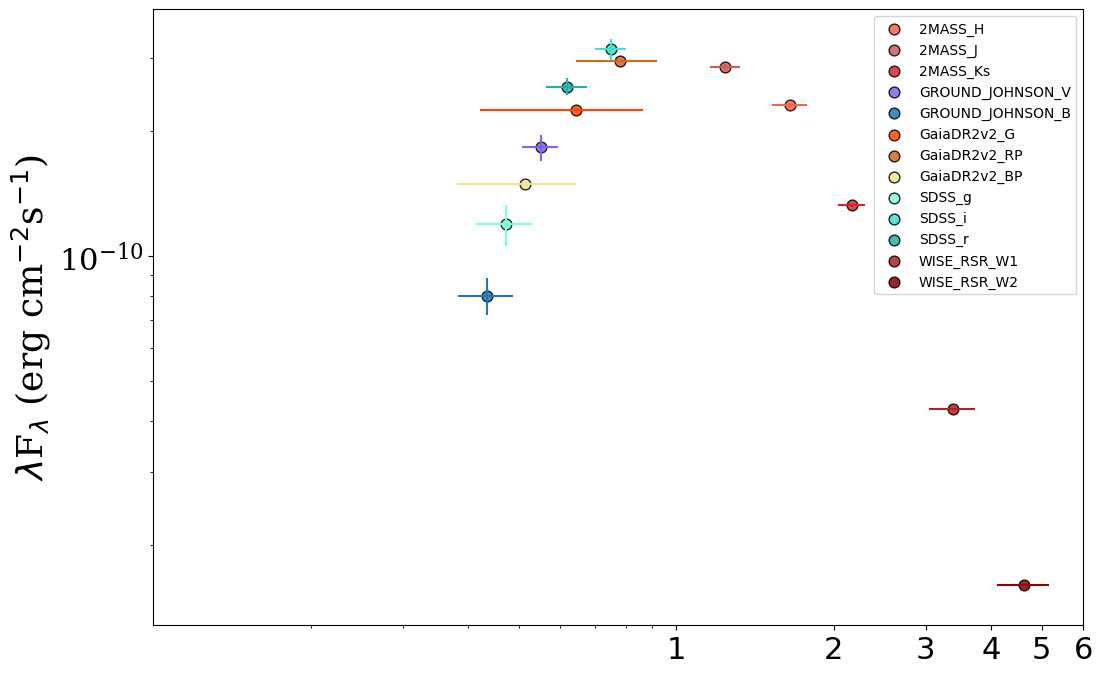 λF_λ (erg cm⁻²s⁻¹)
10⁻¹⁰
2MASS_H
2MASS_J
2MASS_Ks
GROUND_JOHNSON_V
GROUND_JOHNSON_B
GaiaDR2v2_G
GaiaDR2v2_RP
GaiaDR2v2_BP
SDSS_g
SDSS_i
SDSS_r
WISE_RSR_W1
WISE_RSR_W2
1 2 3 4 5 6